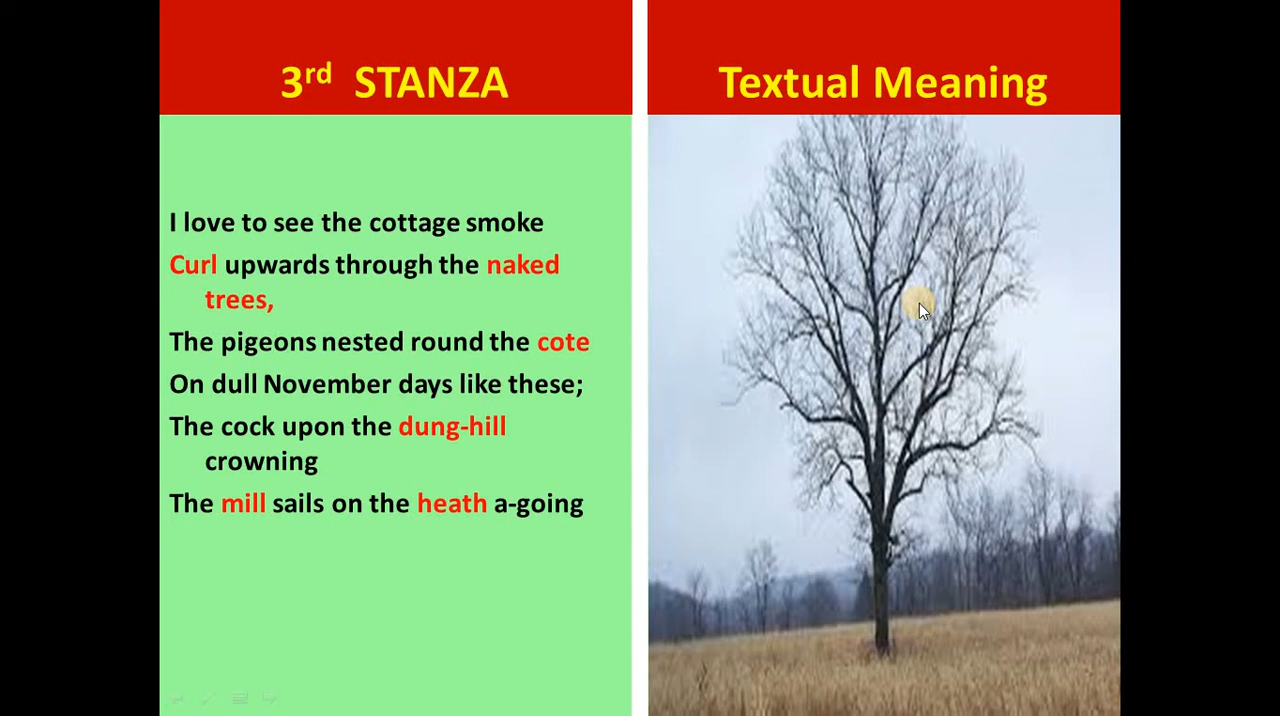 3rd STANZA
Textual Meaning
I love to see the cottage smoke
Curl upwards through the naked
trees,
The pigeons nested round the cote
On dull November days like these;
The cock upon the dung-hill
crowning
The mill sails on the heath a-going